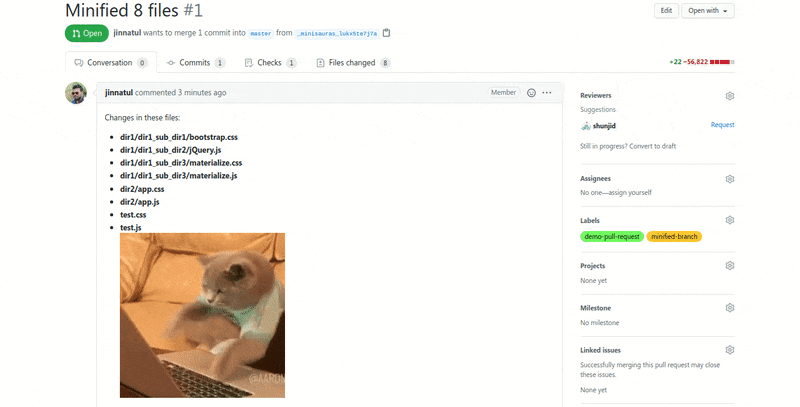 Minified 8 files #1
Edit
Open with
Open
jinnatul wants to merge 1 commit into master from _minisauras_lukx5te7j7a
Conversation 0
Commits 1
Checks 1
Files changed 8
+22 −56,822
jinnatul commented 3 minutes ago
Member
Changes in these files:
dir1/dir1_sub_dir1/bootstrap.css
dir1/dir1_sub_dir2/jQuery.js
dir1/dir1_sub_dir3/materialize.css
dir1/dir1_sub_dir3/materialize.js
dir2/app.css
dir2/app.js
test.css
test.js
Reviewers
Suggestions
shunjid
Request
Still in progress? Convert to draft
Assignees
No one—assign yourself
Labels
demo-pull-request
minified-branch
Projects
None yet
Milestone
No milestone
Linked issues
Successfully merging this pull request may close
these issues.
None yet